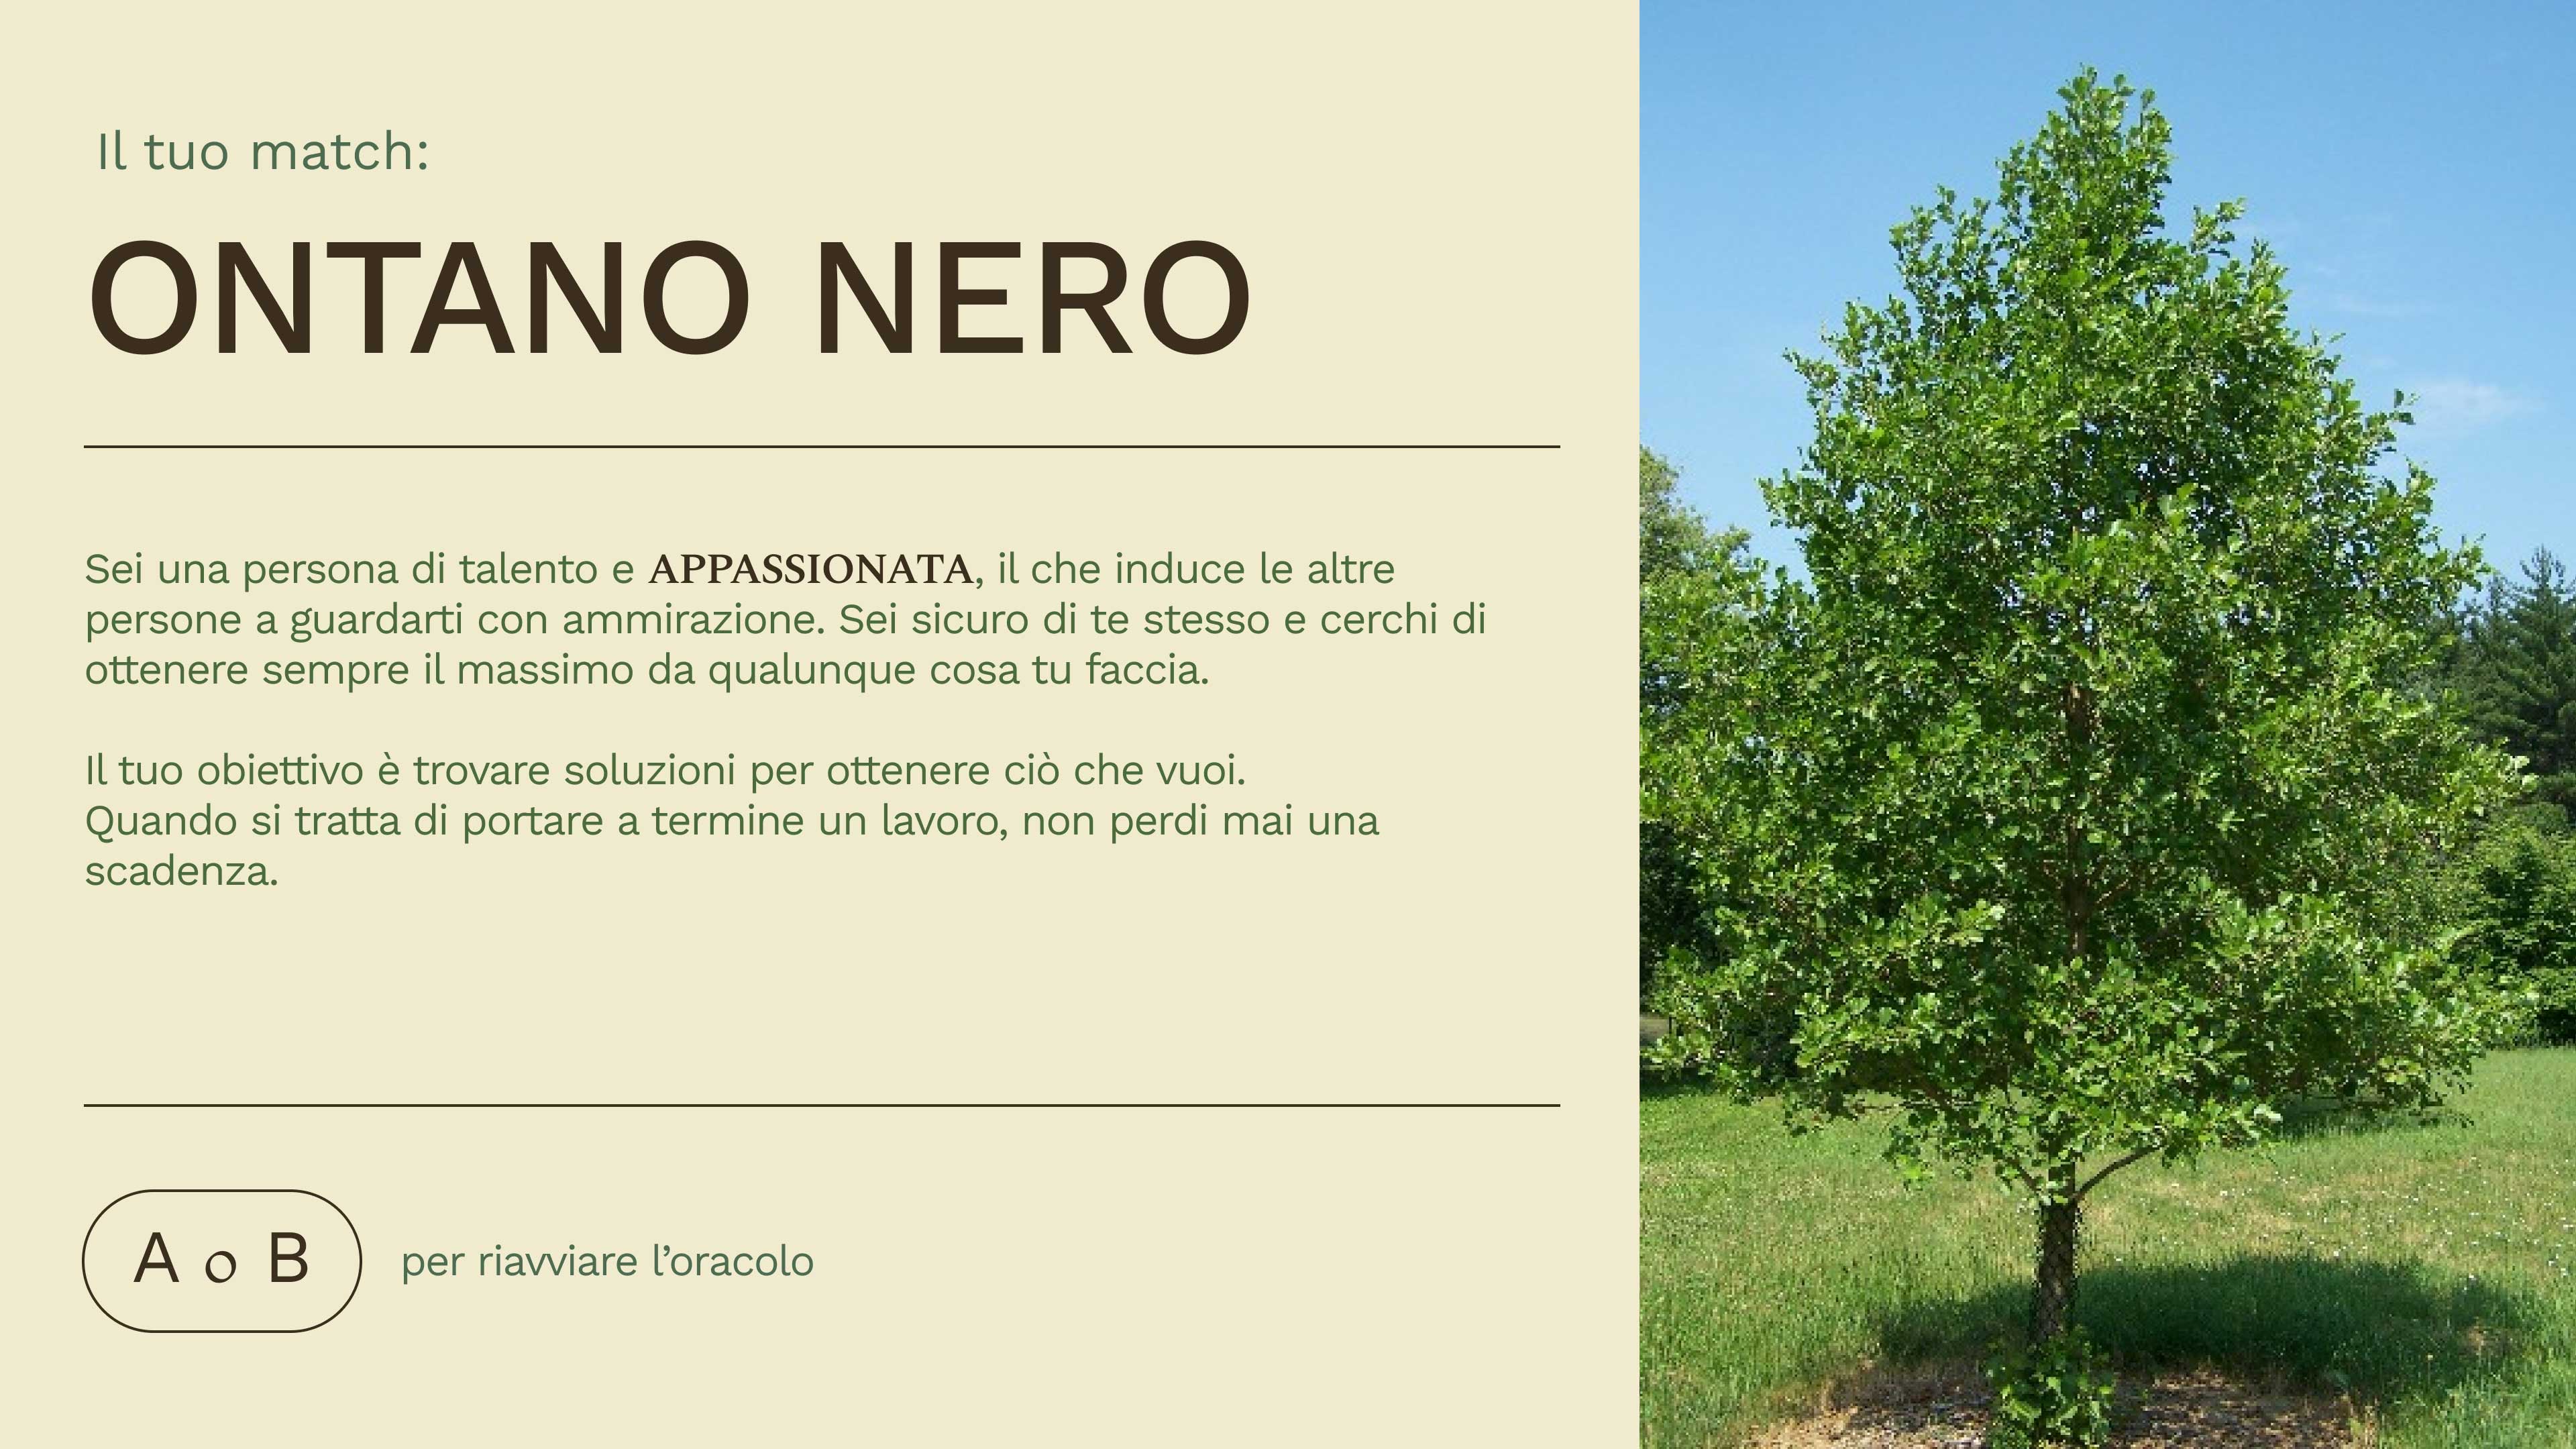 Il tuo match:
ONTANO NERO
Sei una persona di talento e APPASSIONATA, il che induce le altre
persone a guardarti con ammirazione. Sei sicuro di te stesso e cerchi di
ottenere sempre il massimo da qualunque cosa tu faccia.
Il tuo obiettivo è trovare soluzioni per ottenere ciò che vuoi.
Quando si tratta di portare a termine un lavoro, non perdi mai una
scadenza.
A o B per riavviare l’oracolo